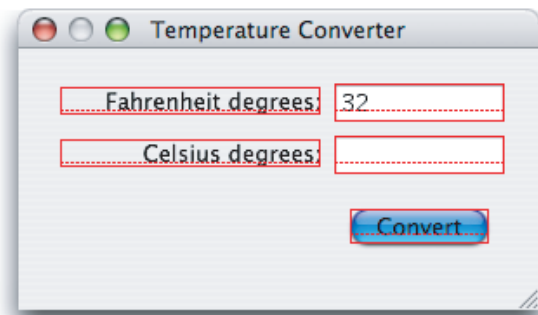 Temperature Converter
Fahrenheit degrees: 32
Celsius degrees:
Convert